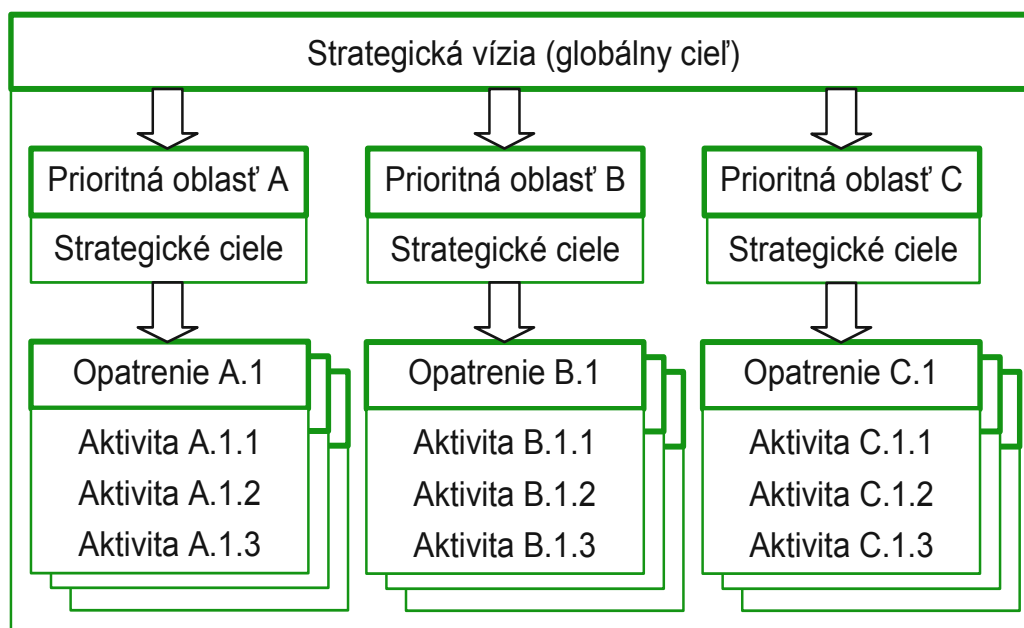 Strategická vízia (globálny cieľ)
Prioritná oblasť A
Strategické ciele
Opatrenie A.1
Aktivita A.1.1
Aktivita A.1.2
Aktivita A.1.3
Prioritná oblasť B
Strategické ciele
Opatrenie B.1
Aktivita B.1.1
Aktivita B.1.2
Aktivita B.1.3
Prioritná oblasť C
Strategické ciele
Opatrenie C.1
Aktivita C.1.1
Aktivita C.1.2
Aktivita C.1.3